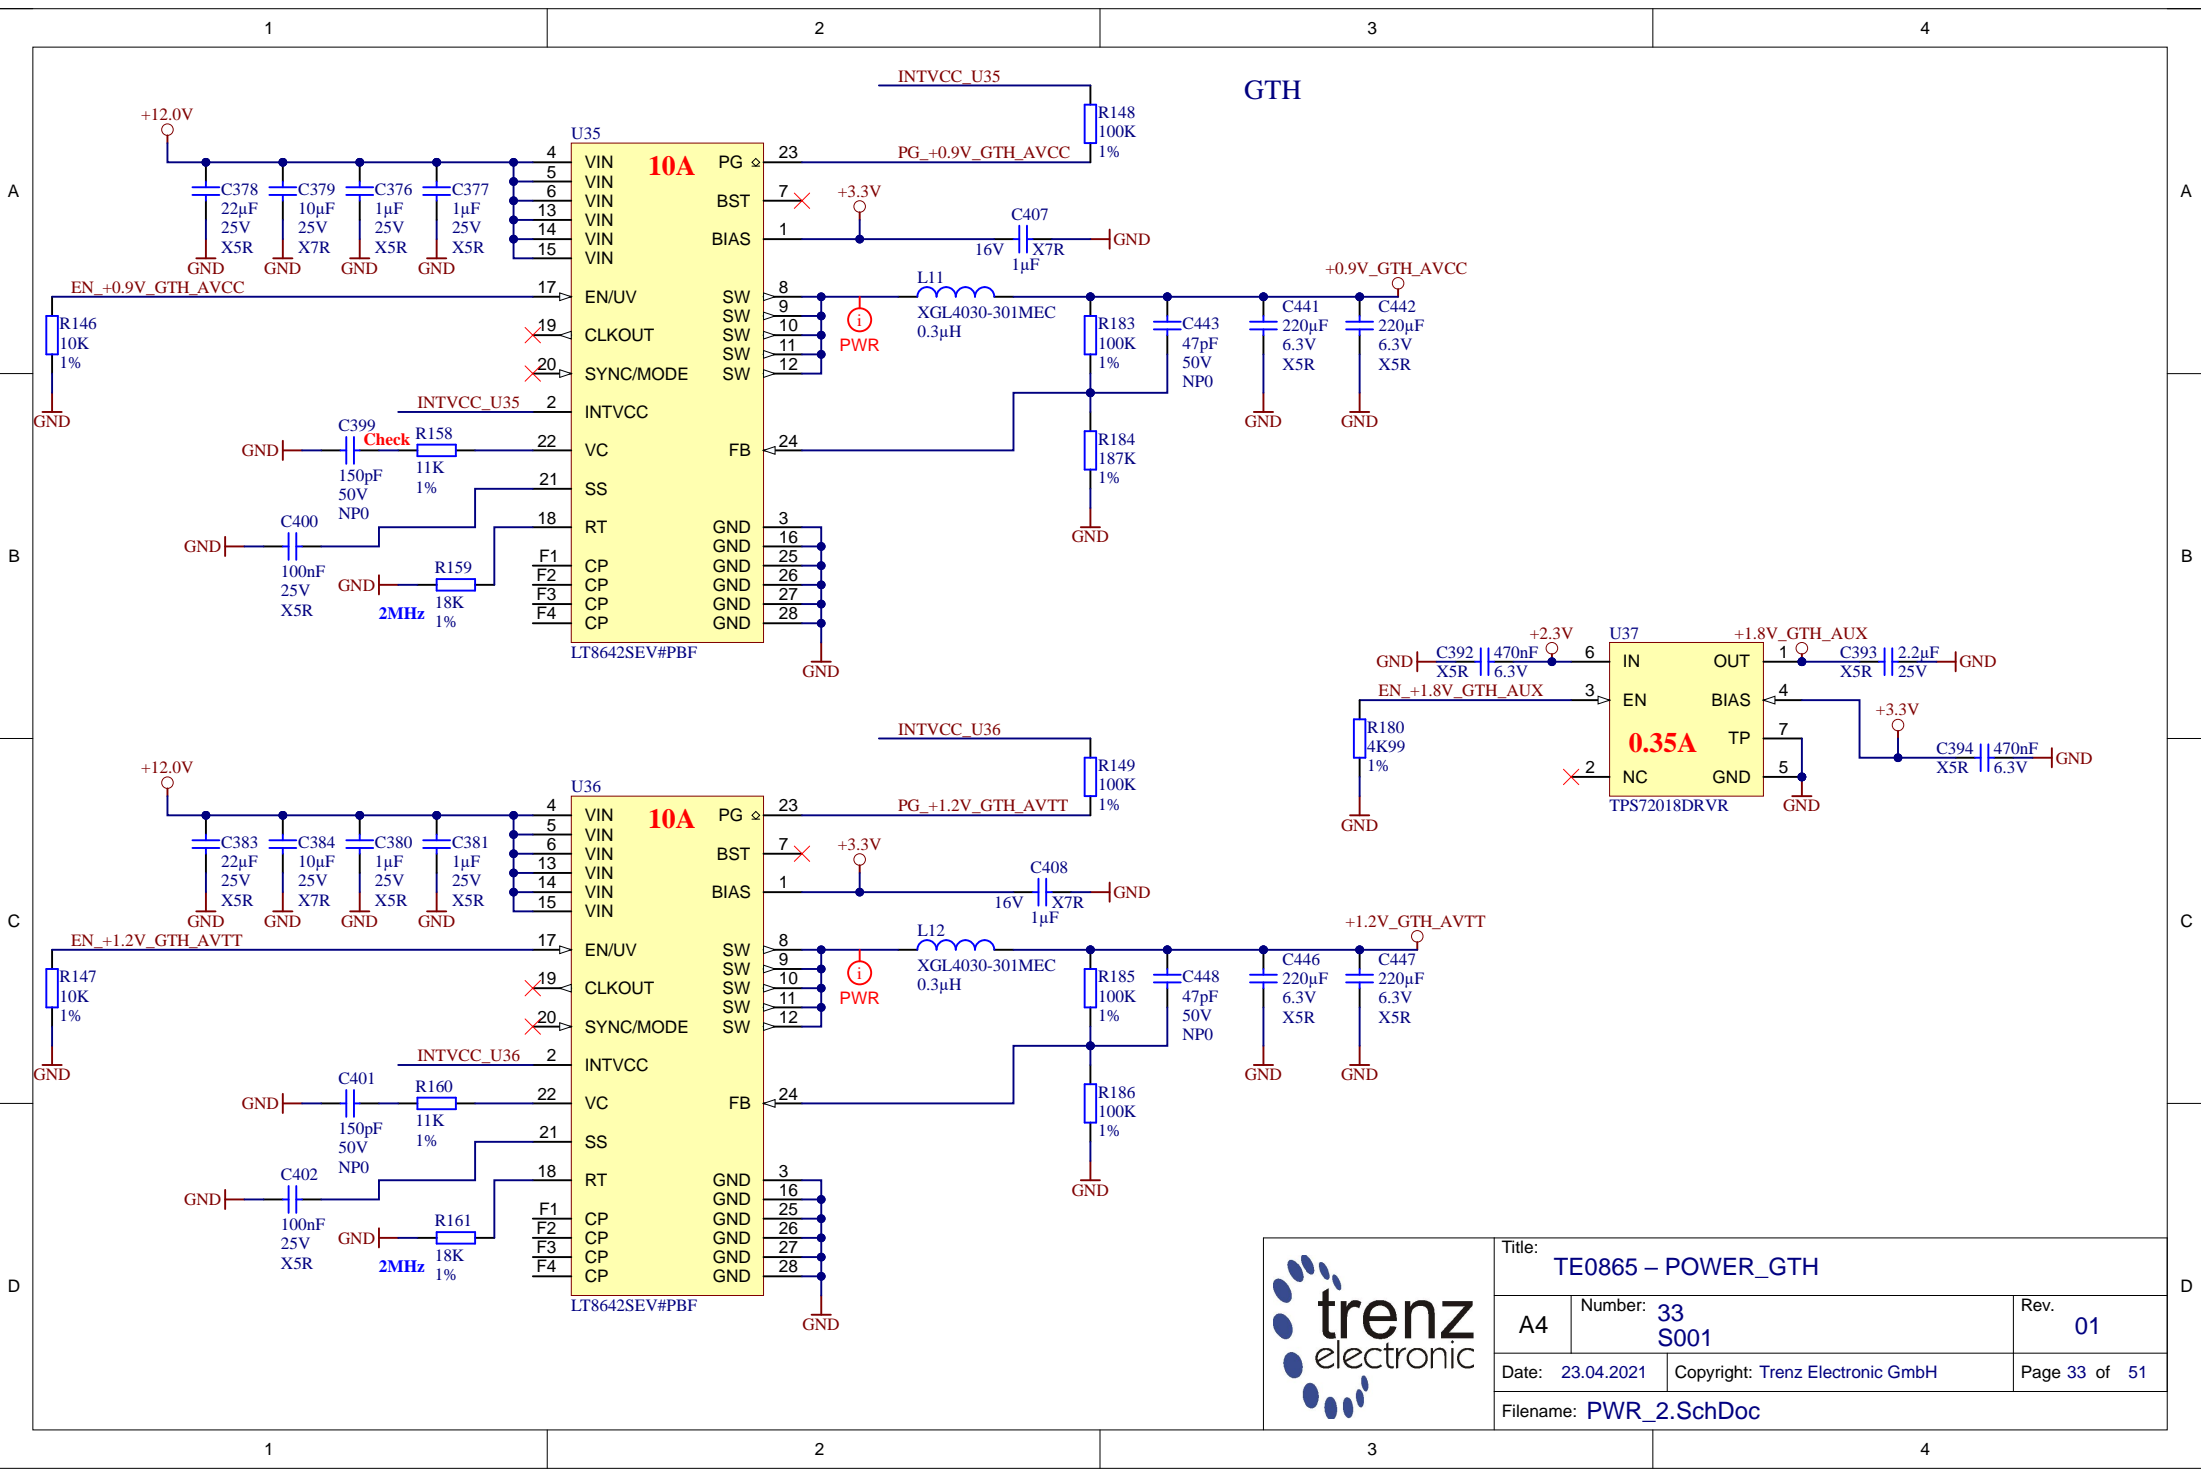 1 2 3 4
A
A
B
B
C
C
D
D
1 2 3 4
GTH
INTVCC_U35
R148
100K
1%
PG_+0.9V_GTH_AVCC
+12.0V
C378
22µF
25V
X5R
GND
C379
10µF
25V
X7R
GND
C376
1µF
25V
X5R
GND
C377
1µF
25V
X5R
GND
U35
10A
4 VIN
5 VIN
6 VIN
13 VIN
14 VIN
15 VIN
17 EN/UV
19 CLKOUT
20 SYNC/MODE
2 INTVCC
22 VC
21 SS
18 RT
F1 CP
F2 CP
F3 CP
F4 CP
PG 23
BST 7
BIAS 1
SW 8
SW 9
SW 10
SW 11
SW 12
FB 24
GND 3
GND 16
GND 25
GND 26
GND 27
GND 28
GND
LT8642SEV#PBF
EN_+0.9V_GTH_AVCC
R146
10K
1%
GND
INTVCC_U35
GND
C399
150pF
50V
NP0
Check
R158
11K
1%
GND
C400
100nF
25V
X5R
GND
R159
18K
1%
2MHz
+3.3V
C407
16V X7R
1µF
GND
i
PWR
L11
XGL4030-301MEC
0.3µH
R183
100K
1%
C443
47pF
50V
NP0
R184
187K
1%
GND
+0.9V_GTH_AVCC
C441
220µF
6.3V
X5R
GND
C442
220µF
6.3V
X5R
GND
U37
+2.3V
GND
C392 470nF
X5R 6.3V
6 IN
3 EN
2 NC
OUT 1
BIAS 4
TP 7
GND 5
0.35A
TPS72018DRVR
EN_+1.8V_GTH_AUX
R180
4K99
1%
GND
+1.8V_GTH_AUX
C393 2.2µF
X5R 25V
GND
+3.3V
C394 470nF
X5R 6.3V
GND
GND
INTVCC_U36
R149
100K
1%
PG_+1.2V_GTH_AVTT
+12.0V
C383
22µF
25V
X5R
GND
C384
10µF
25V
X7R
GND
C380
1µF
25V
X5R
GND
C381
1µF
25V
X5R
GND
U36
10A
4 VIN
5 VIN
6 VIN
13 VIN
14 VIN
15 VIN
17 EN/UV
19 CLKOUT
20 SYNC/MODE
2 INTVCC
22 VC
21 SS
18 RT
F1 CP
F2 CP
F3 CP
F4 CP
PG 23
BST 7
BIAS 1
SW 8
SW 9
SW 10
SW 11
SW 12
FB 24
GND 3
GND 16
GND 25
GND 26
GND 27
GND 28
GND
LT8642SEV#PBF
EN_+1.2V_GTH_AVTT
R147
10K
1%
GND
INTVCC_U36
GND
C401
150pF
50V
NP0
R160
11K
1%
GND
C402
100nF
25V
X5R
GND
R161
18K
1%
2MHz
+3.3V
C408
16V X7R
1µF
GND
i
PWR
L12
XGL4030-301MEC
0.3µH
R185
100K
1%
C448
47pF
50V
NP0
R186
100K
1%
GND
+1.2V_GTH_AVTT
C446
220µF
6.3V
X5R
GND
C447
220µF
6.3V
X5R
GND
trenz
electronic
Title:
TE0865 – POWER_GTH
A4
Number: 33
S001
Rev.
01
Date: 23.04.2021
Copyright: Trenz Electronic GmbH
Page 33 of 51
Filename: PWR_2.SchDoc